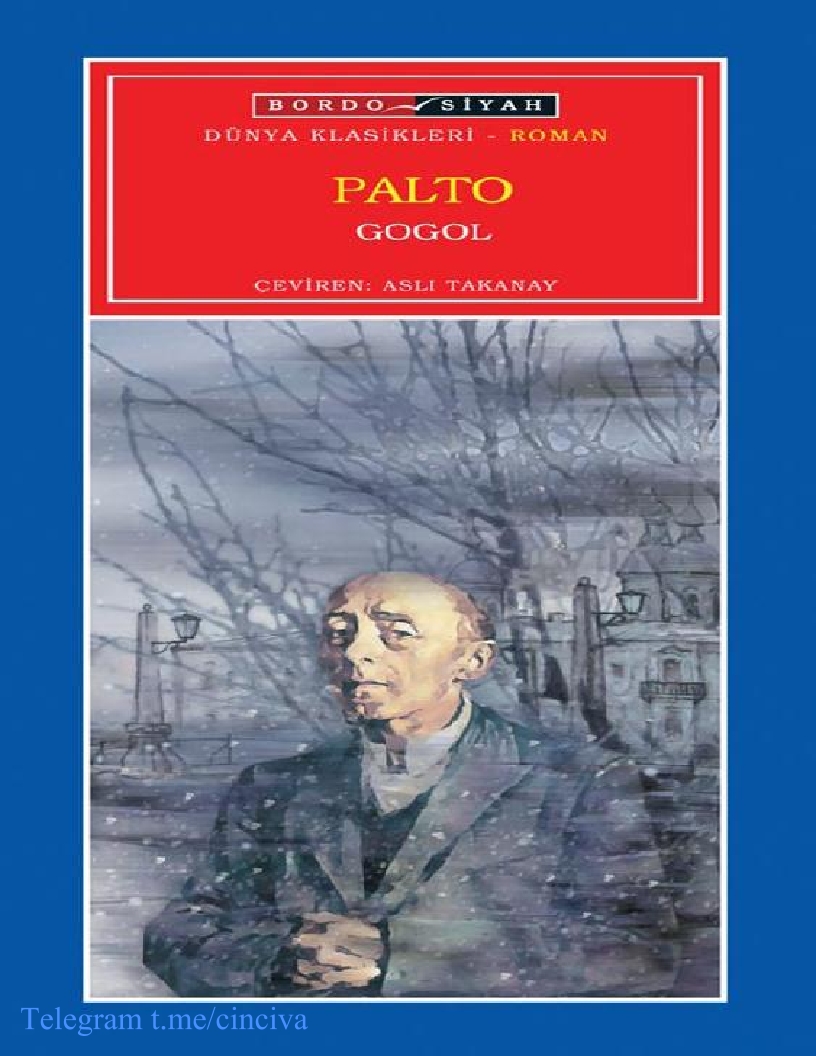 BORDO SİYAH
DÜNYA KLASİKLERİ - ROMAN
PALTO
GOGOL
ÇEVİREN: ASLI TAKANAY
Telegram t.me/cinciva